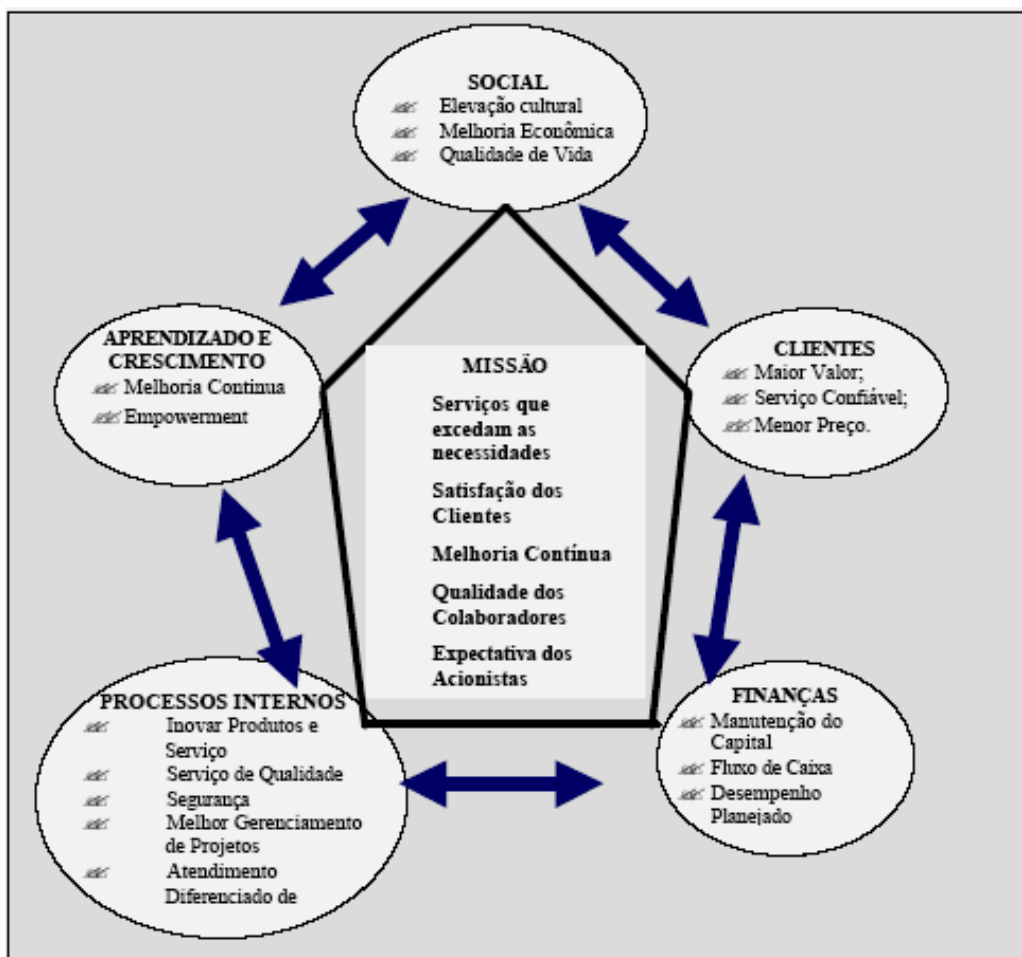 SOCIAL
Elevação cultural
Melhoria Econômica
Qualidade de Vida
APRENDIZADO E
CRESCIMENTO
Melhoria Continua
Empowerment
CLIENTES
Maior Valor;
Serviço Confiável;
Menor Preço.
MISSÃO
Serviços que
excedam as
necessidades
Satisfação dos
Clientes
Melhoria Contínua
Qualidade dos
Colaboradores
Expectativa dos
Acionistas
PROCESSOS INTERNOS
Inovar Produtos e
Serviço
Serviço de Qualidade
Segurança
Melhor Gerenciamento
de Projetos
Atendimento
Diferenciado de
FINANÇAS
Manutenção do
Capital
Fluxo de Caixa
Desempenho
Planejado